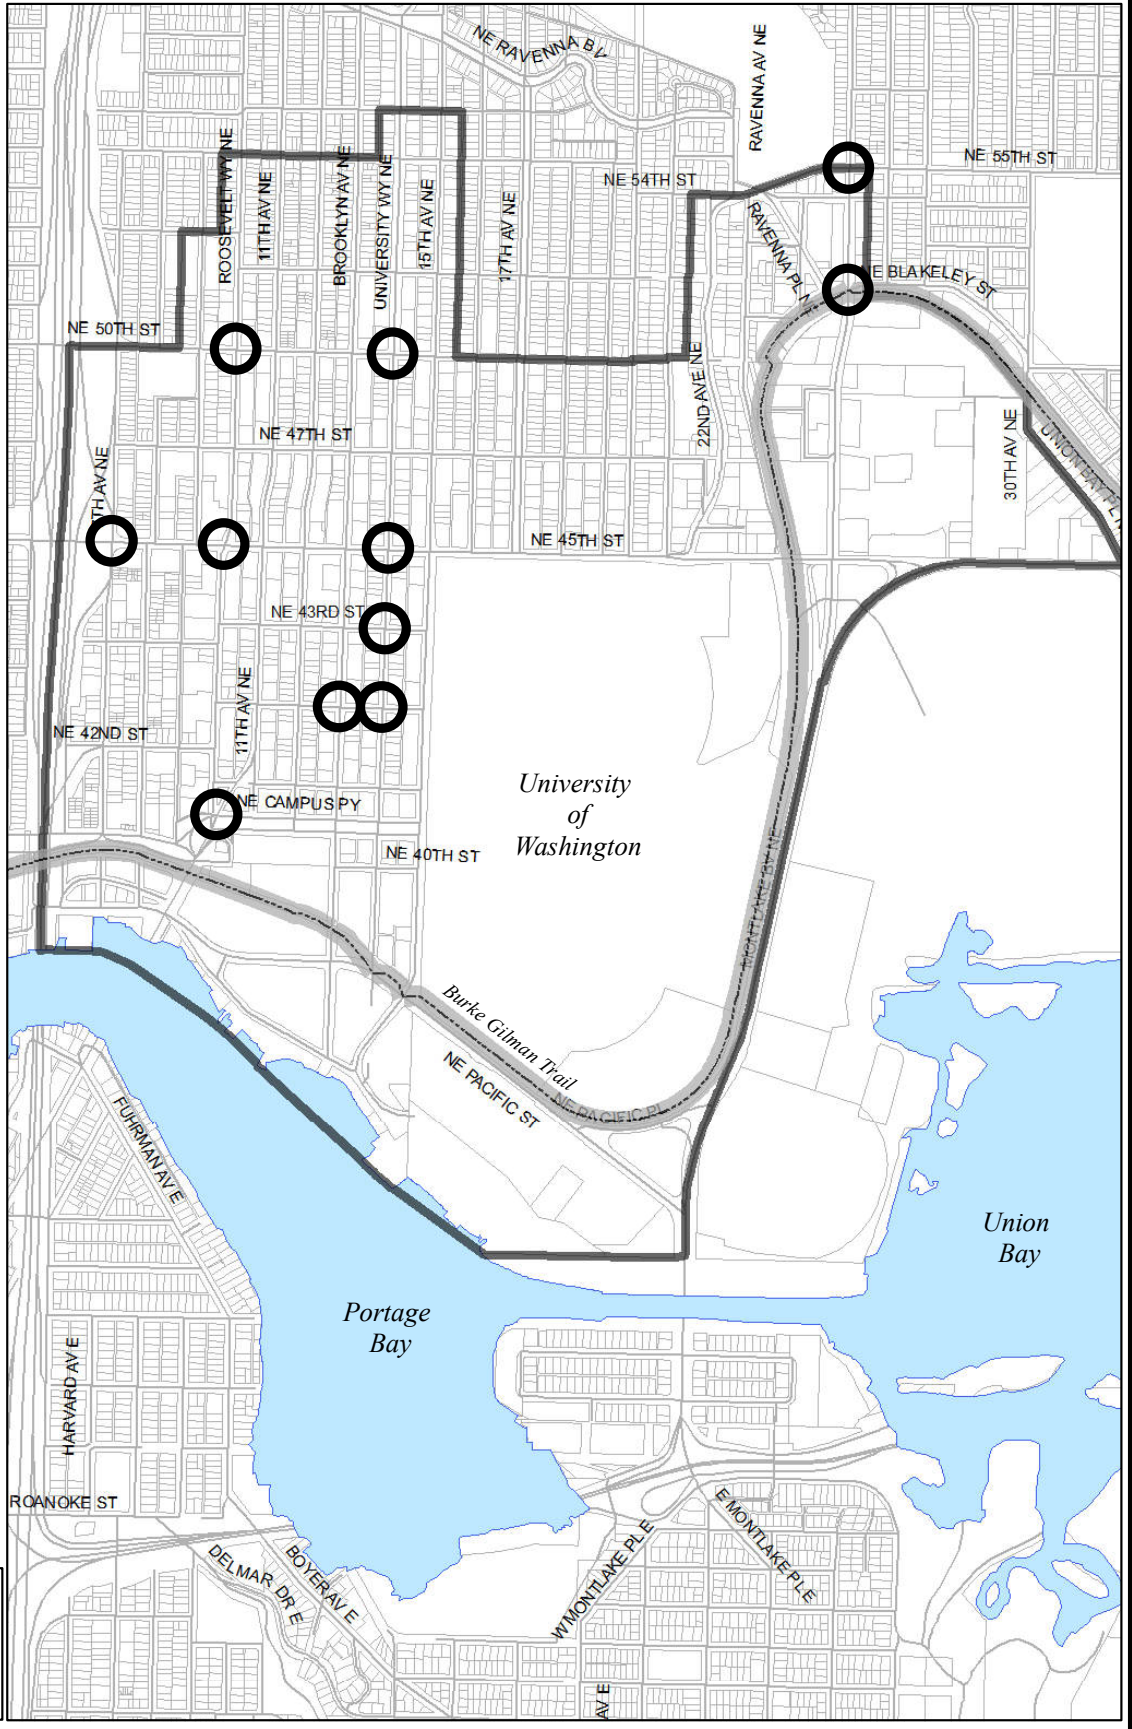 NE RAVENNA BV
RAVENNA AV NE
NE 55TH ST
NE 54TH ST
ROOSEVELT WY NE
11TH AV NE
BROOKLYN AV NE
UNIVERSITY WY NE
15TH AV NE
17TH AV NE
RAVENNA PL N
E BLAKELEY ST
NE 50TH ST
22ND AVE NE
NE 47TH ST
30TH AV NE
UNION BAY PL N
TH AV NE
NE 45TH ST
NE 43RD ST
11TH AV NE
NE 42ND ST
University
of
Washington
NE CAMPUS PY
NE 40TH ST
MONTLAKE BV NE
Burke Gilman Trail
NE PACIFIC ST
NE PACIFIC PL
FUHRMAN AV E
Union
Bay
Portage
Bay
HARVARD AV E
ROANOKE ST
DELMAR DR E
BOYER AV E
W MONTLAKE PL E
E MONTLAKE PL E
AV E